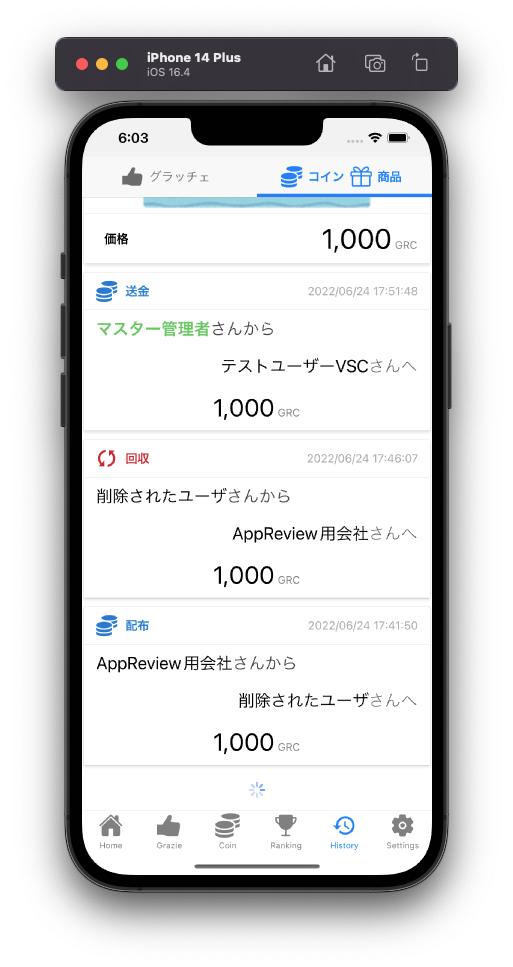 iPhone 14 Plus
iOS 16.4
6:03
グラッチェ
コイン 商品
価格
1,000 GRC
送金
2022/06/24 17:51:48
マスター管理者さんから
テストユーザーVSCさんへ
1,000 GRC
回収
2022/06/24 17:46:07
削除されたユーザさんから
AppReview用会社さんへ
1,000 GRC
配布
2022/06/24 17:41:50
AppReview用会社さんから
削除されたユーザさんへ
1,000 GRC
Home
Grazie
Coin
Ranking
History
Settings